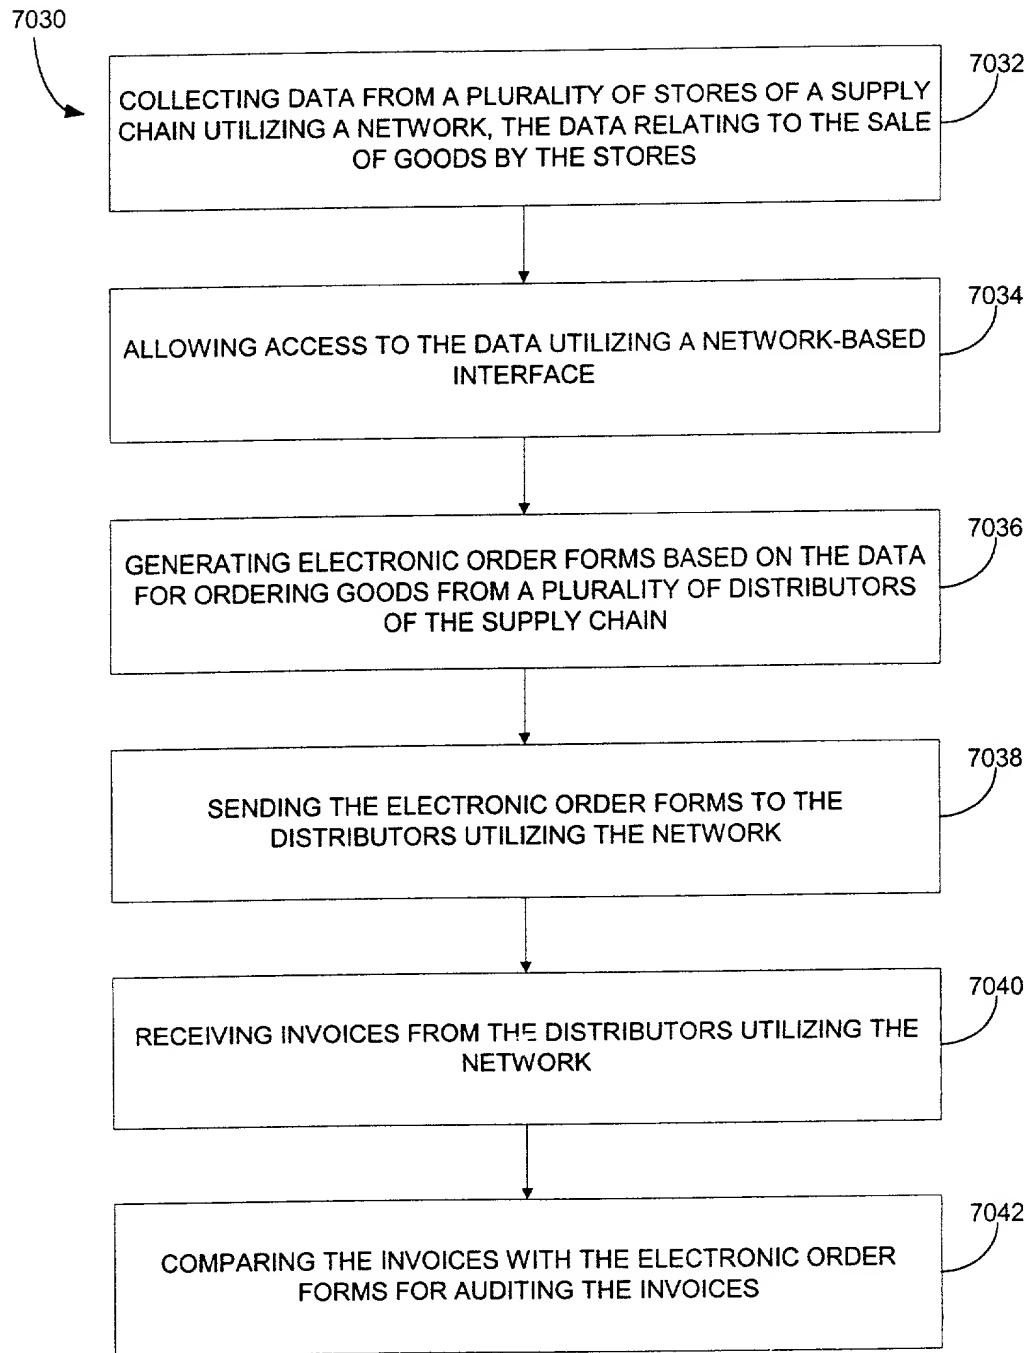 7030
7032
COLLECTING DATA FROM A PLURALITY OF STORES OF A SUPPLY
CHAIN UTILIZING A NETWORK, THE DATA RELATING TO THE SALE
OF GOODS BY THE STORES
7034
ALLOWING ACCESS TO THE DATA UTILIZING A NETWORK-BASED
INTERFACE
7036
GENERATING ELECTRONIC ORDER FORMS BASED ON THE DATA
FOR ORDERING GOODS FROM A PLURALITY OF DISTRIBUTORS
OF THE SUPPLY CHAIN
7038
SENDING THE ELECTRONIC ORDER FORMS TO THE
DISTRIBUTORS UTILIZING THE NETWORK
7040
RECEIVING INVOICES FROM THE DISTRIBUTORS UTILIZING THE
NETWORK
7042
COMPARING THE INVOICES WITH THE ELECTRONIC ORDER
FORMS FOR AUDITING THE INVOICES